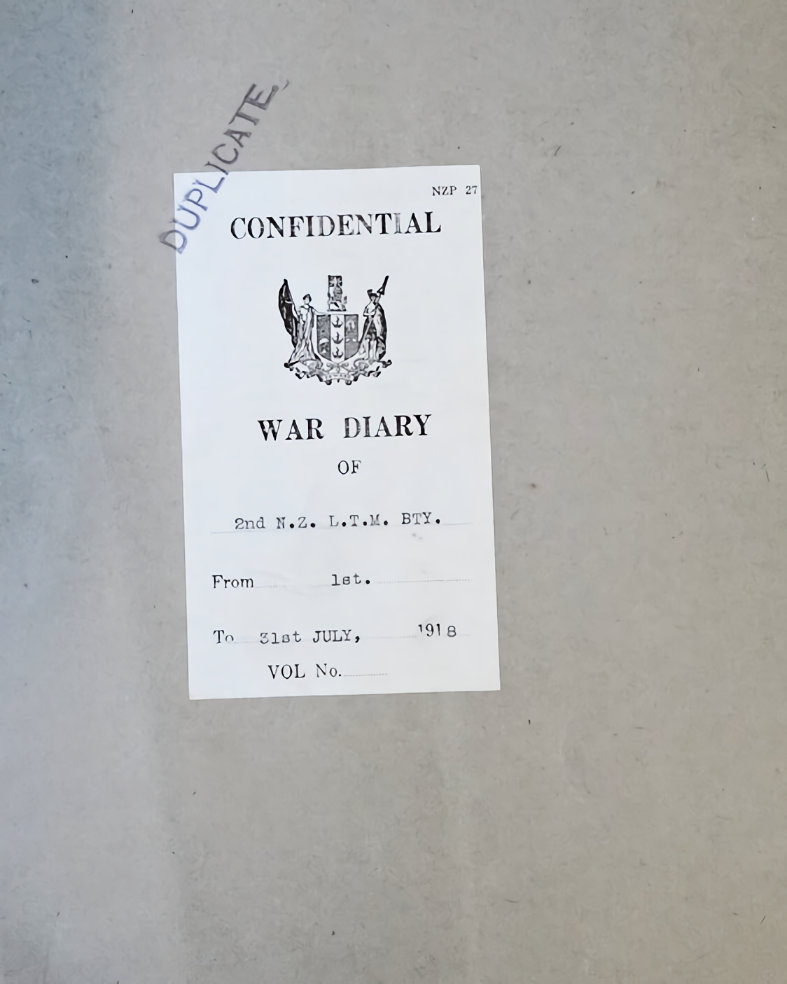 DUPLICATE
NZP 27
CONFIDENTIAL
WAR DIARY
OF
2nd N.Z. L.T.M. BTY.
From 1st.
To 31st JULY, 1918
VOL No.